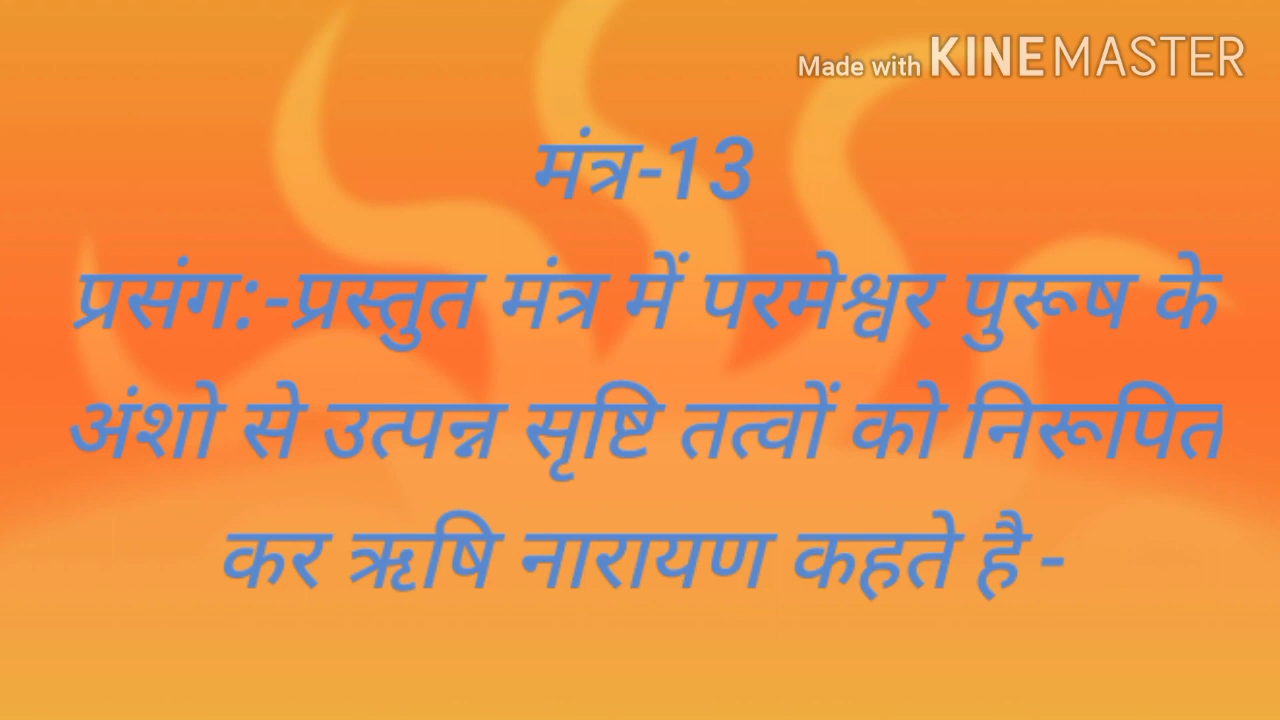 Made with KINEMASTER
मंत्र-13
प्रसंग:-प्रस्तुत मंत्र में परमेश्वर पुरूष के
अंशो से उत्पन्न सृष्टि तत्वों को निरूपित
कर ऋषि नारायण कहते है -